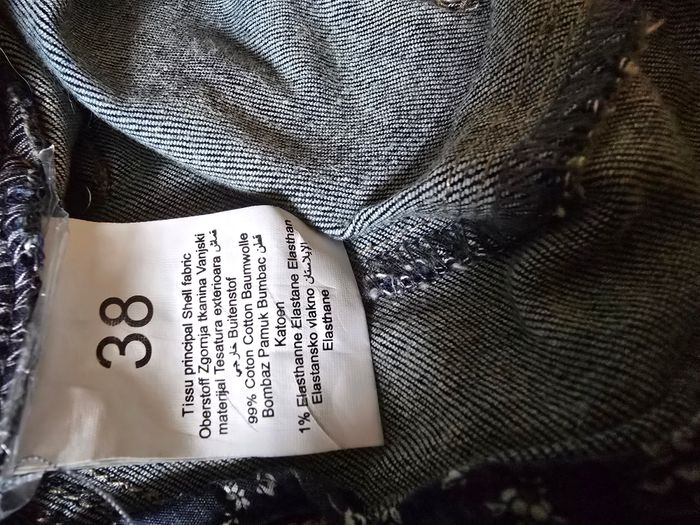 38
Tissu principal Shell fabric
Oberstoff Zgornja tkanina Vanjski
materijal Tesatura exterioara قماش
خارجي Buitenstof
99% Coton Cotton Baumwolle
Bombaz Pamuk Bumbac قطن
Katoen
1% Elasthanne Elastane Elasthan
Elastansko vlakno الإيلاستان
Elasthane